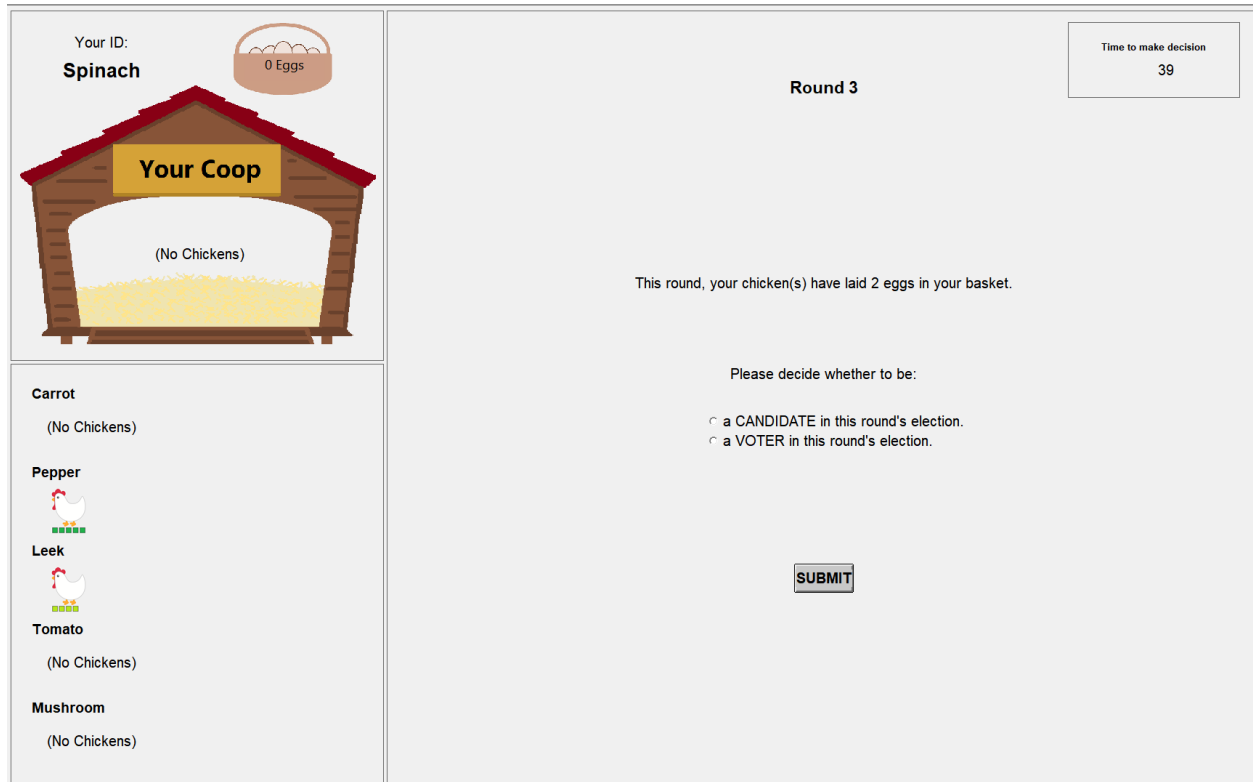 Your ID:
Spinach
0 Eggs
Your Coop
(No Chickens)
Carrot
(No Chickens)
Pepper
Leek
Tomato
(No Chickens)
Mushroom
(No Chickens)
Time to make decision
39
Round 3
This round, your chicken(s) have laid 2 eggs in your basket.
Please decide whether to be:
a CANDIDATE in this round's election.
a VOTER in this round's election.
SUBMIT